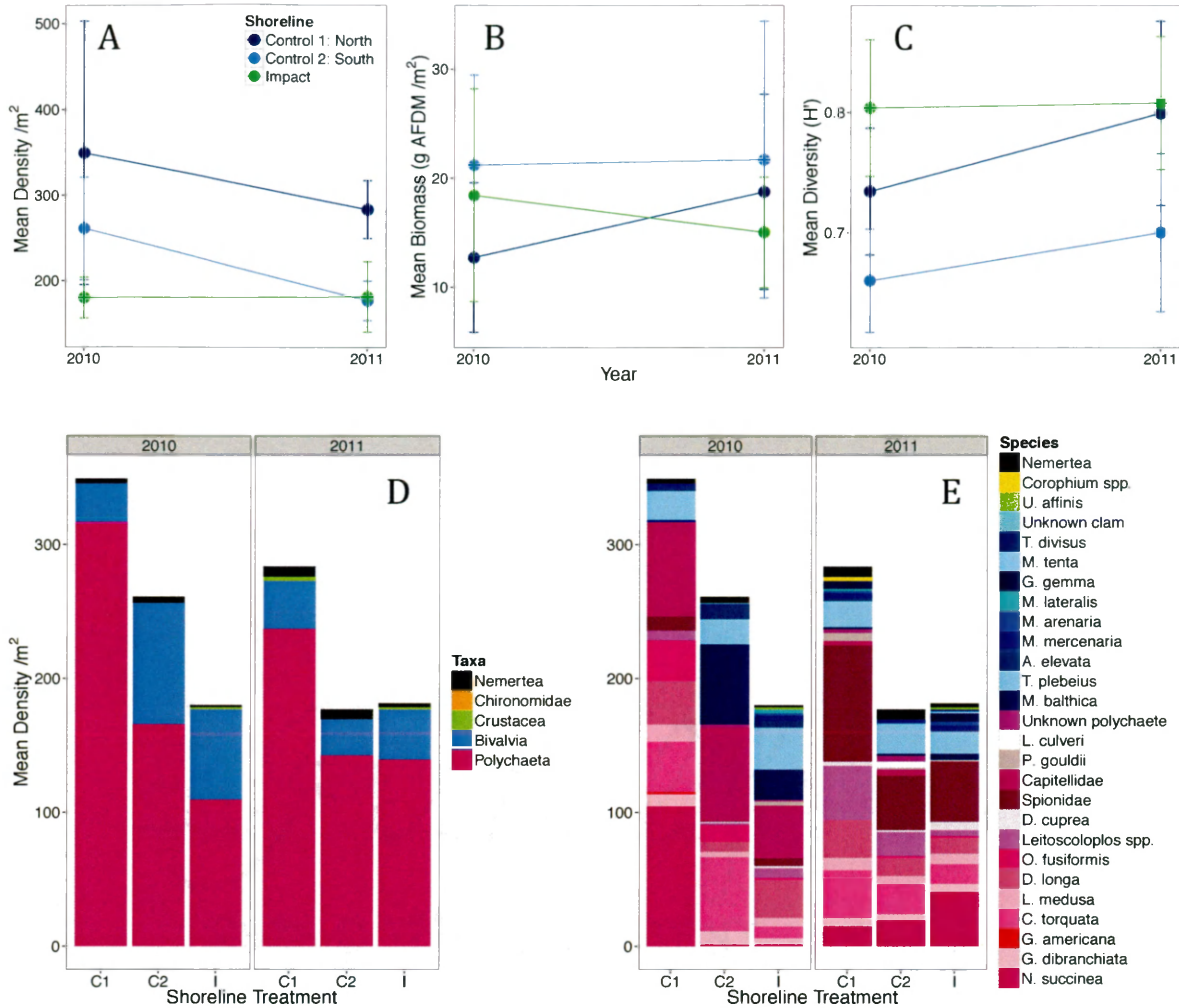 A
Shoreline
Control 1: North
Control 2: South
Impact
500
400
300
200
Mean Density /m²
2010
2011
B
30
20
10
Mean Biomass (g AFDM /m²)
2010
2011
Year
C
0.8
0.7
Mean Diversity (H')
2010
2011
2010
2011
D
300
200
100
0
Mean Density /m²
C1
C2
I
C1
C2
I
Shoreline Treatment
Taxa
Nemertea
Chironomidae
Crustacea
Bivalvia
Polychaeta
2010
2011
E
300
200
100
0
Mean Density /m²
C1
C2
I
C1
C2
I
Shoreline Treatment
Species
Nemertea
Corophium spp.
U. affinis
Unknown clam
T. divisus
M. tenta
G. gemma
M. lateralis
M. arenaria
M. mercenaria
A. elevata
T. plebeius
M. balthica
Unknown polychaete
L. culveri
P. gouldii
Capitellidae
Spionidae
D. cuprea
Leitoscoloplos spp.
O. fusiformis
D. longa
L. medusa
C. torquata
G. americana
G. dibranchiata
N. succinea